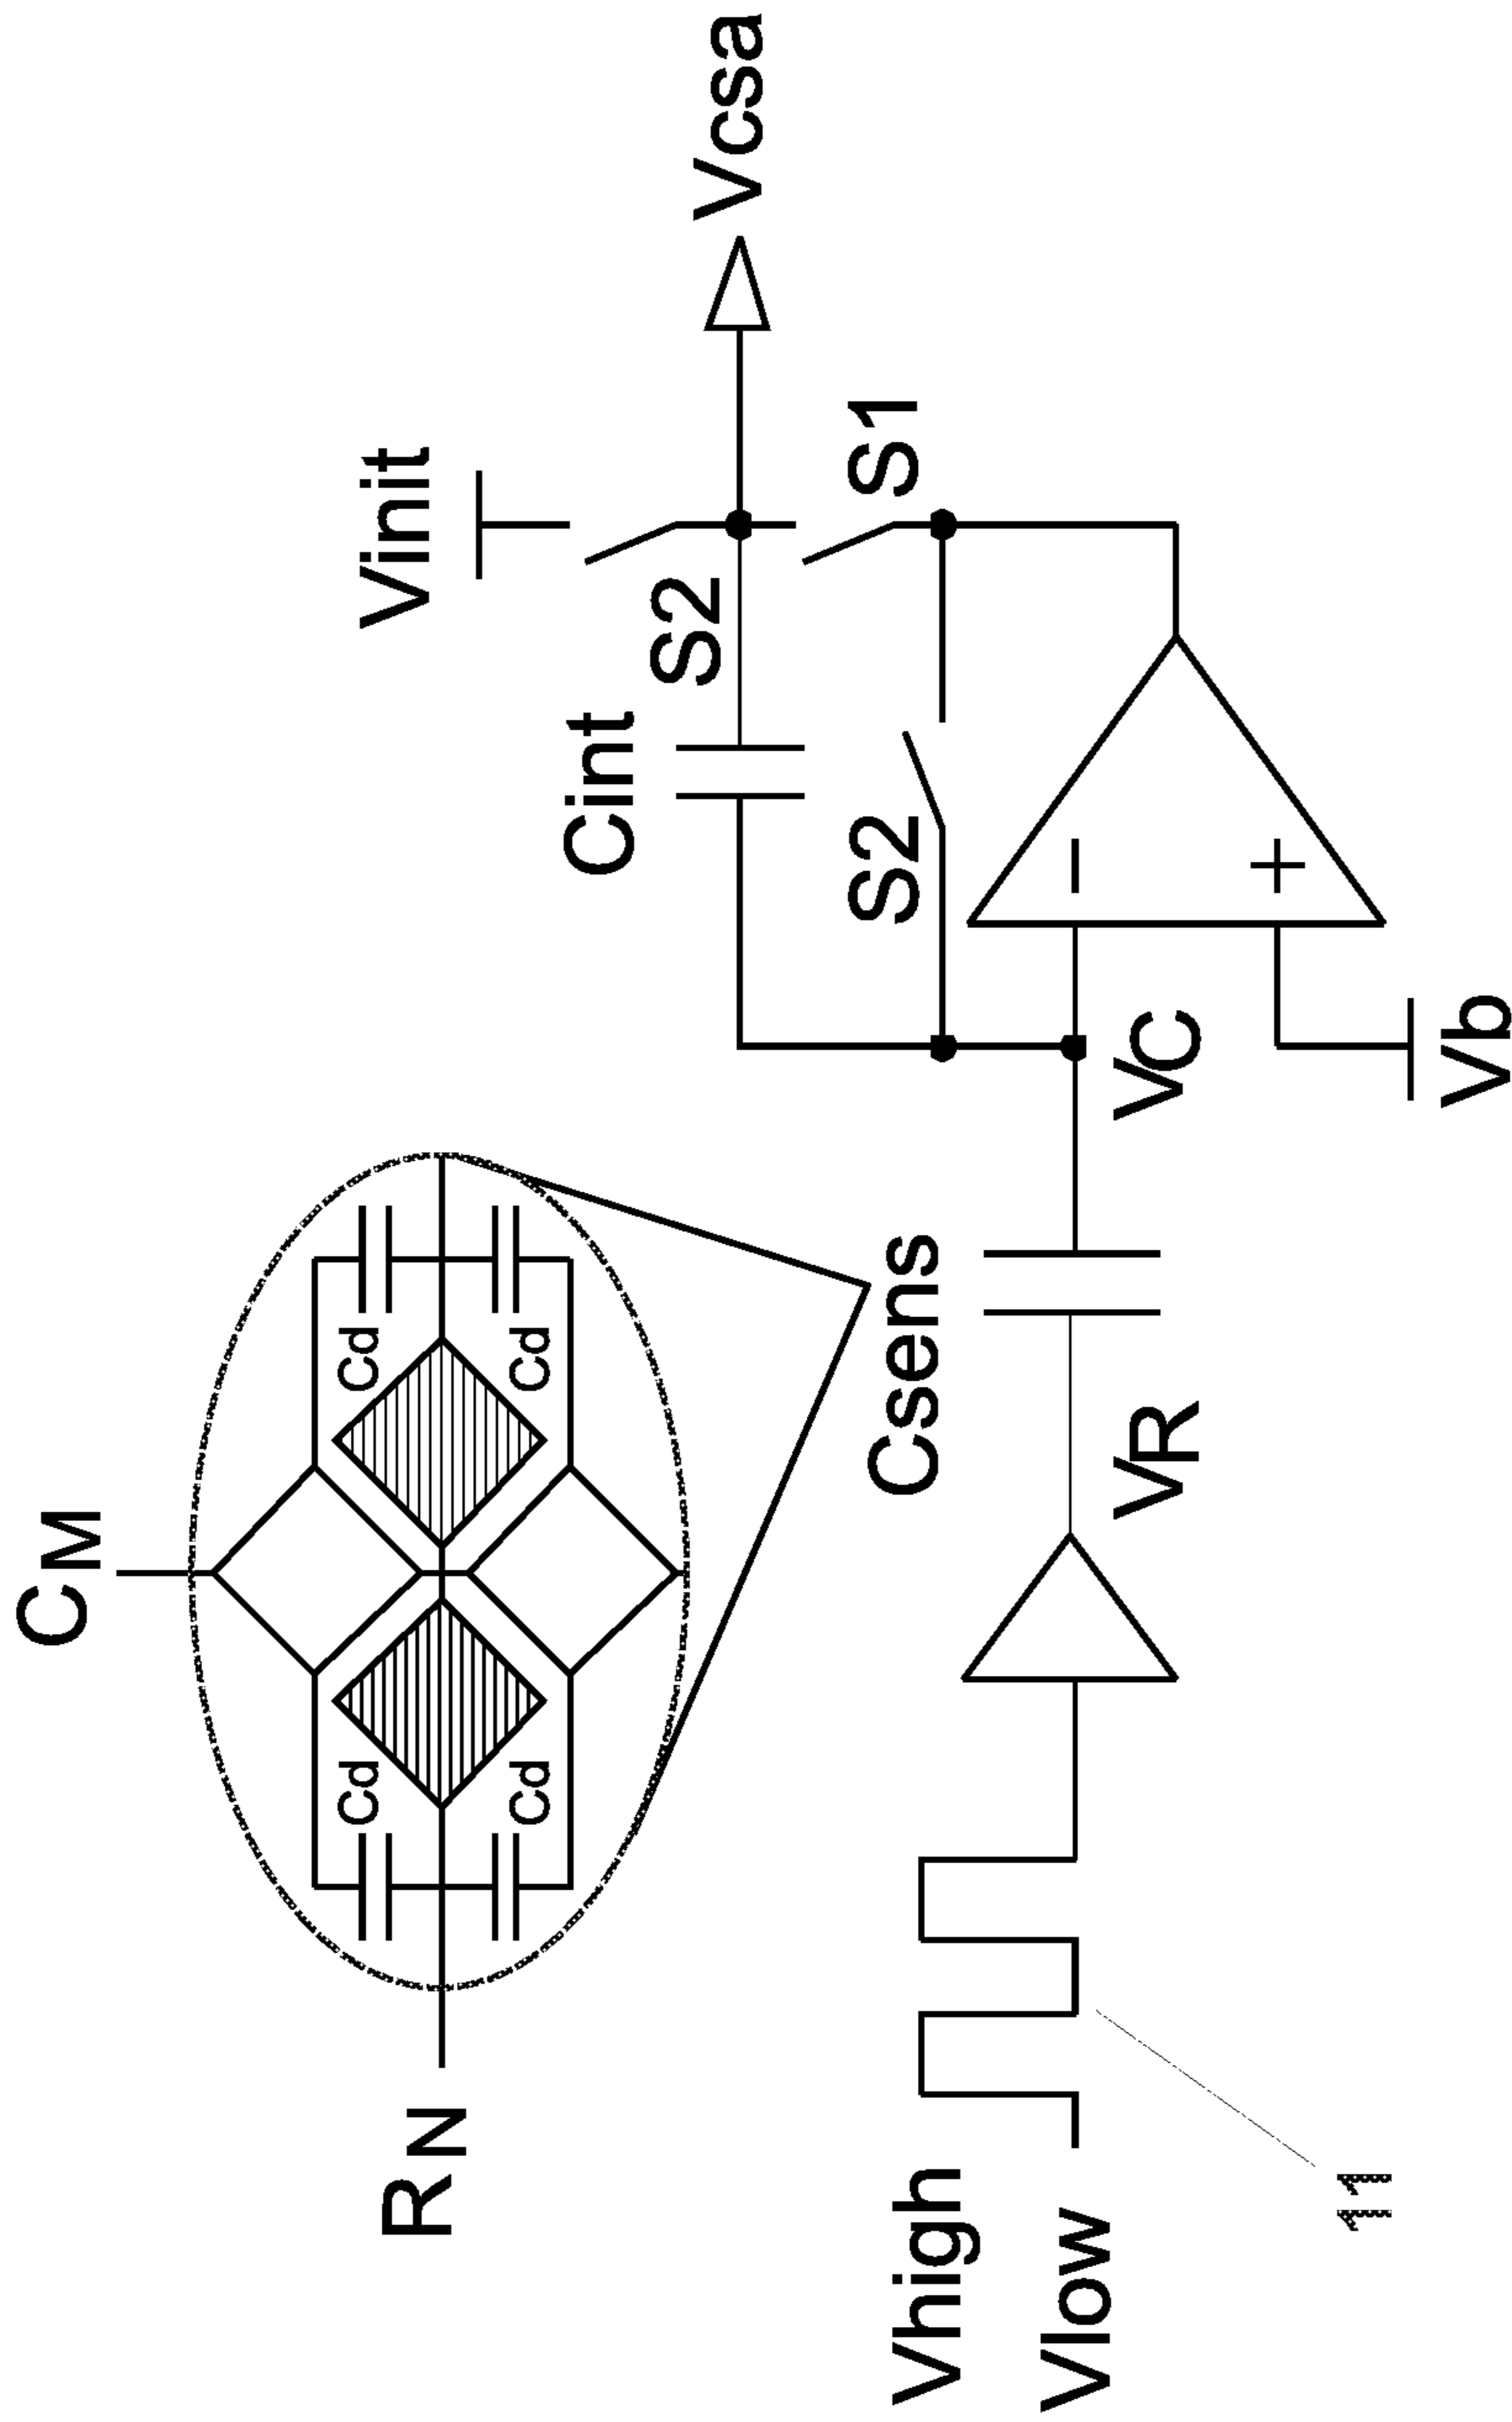 CM
RN
Cd
Cd
Cd
Cd
Vinit
Vcsa
S2
Cint
S1
S2
Csens
Vhigh
Vlow
VR
VC
−
+
Vb
11